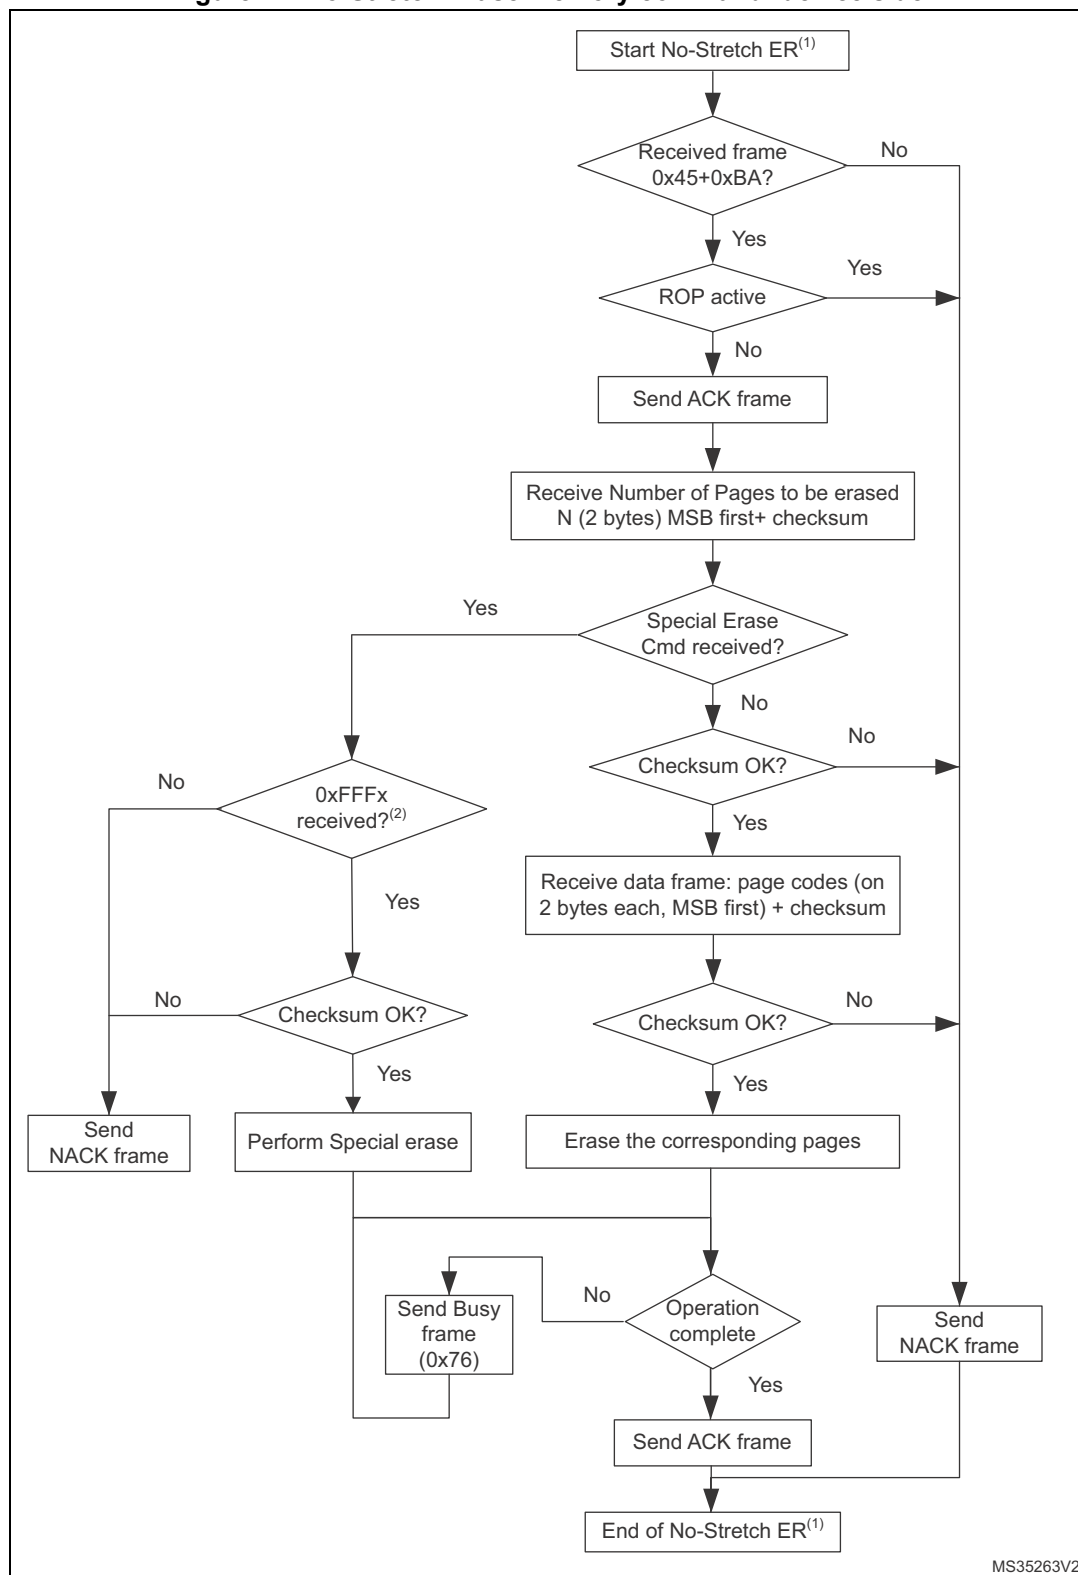 Start No-Stretch ER(1)
Received frame
0x45+0xBA?
No
Yes
ROP active
Yes
No
Send ACK frame
Receive Number of Pages to be erased
N (2 bytes) MSB first+ checksum
Special Erase
Cmd received?
Yes
No
Checksum OK?
No
Yes
0xFFFx
received?(2)
No
Yes
Receive data frame: page codes (on
2 bytes each, MSB first) + checksum
Checksum OK?
No
Yes
Checksum OK?
No
Yes
Send
NACK frame
Perform Special erase
Erase the corresponding pages
Operation
complete
No
Yes
Send Busy
frame
(0x76)
Send
NACK frame
Send ACK frame
End of No-Stretch ER(1)
MS35263V2